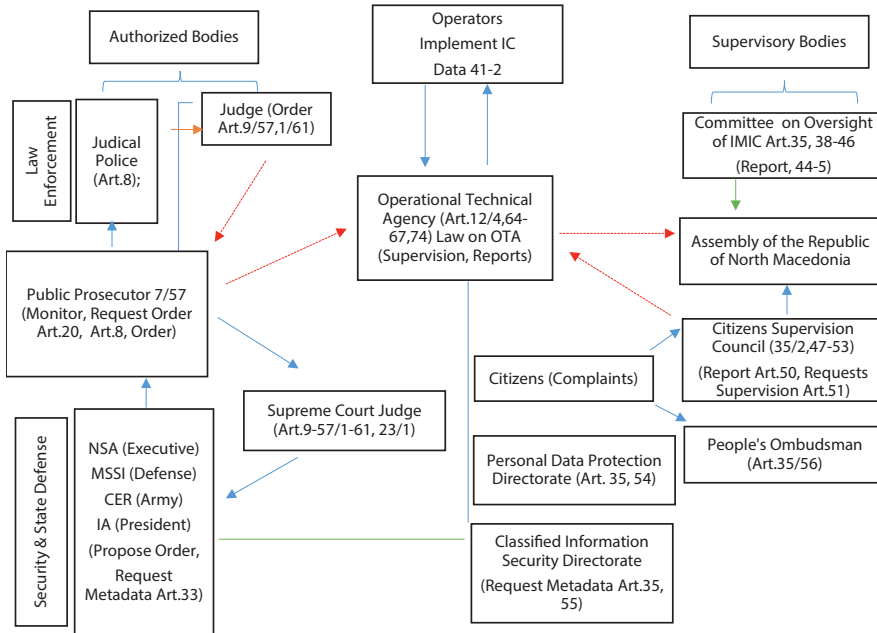 Authorized Bodies
Operators
Implement IC
Data 41-2
Supervisory Bodies
Law
Enforcement
Judical
Police
(Art.8);
Judge (Order
Art.9/57,1/61)
Committee on Oversight
of IMIC Art.35, 38-46
(Report, 44-5)
Operational Technical
Agency (Art.12/4,64-
67,74) Law on OTA
(Supervision, Reports)
Assembly of the Republic
of North Macedonia
Public Prosecutor 7/57
(Monitor, Request Order
Art.20, Art.8, Order)
Citizens Supervision
Council (35/2,47-53)
(Report Art.50, Requests
Supervision Art.51)
Citizens (Complaints)
Supreme Court Judge
(Art.9-57/1-61, 23/1)
People's Ombudsman
(Art.35/56)
Security & State Defense
NSA (Executive)
MSSI (Defense)
CER (Army)
IA (President)
(Propose Order,
Request
Metadata Art.33)
Personal Data Protection
Directorate (Art. 35, 54)
Classified Information
Security Directorate
(Request Metadata Art.35,
55)